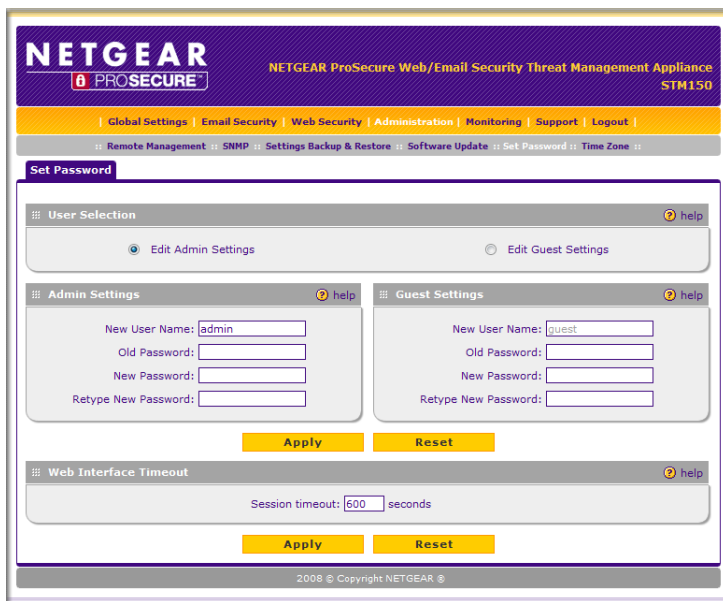 NETGEAR
PROSECURE™
NETGEAR ProSecure Web/Email Security Threat Management Appliance
STM150
| Global Settings | Email Security | Web Security | Administration | Monitoring | Support | Logout |
:: Remote Management :: SNMP :: Settings Backup & Restore :: Software Update :: Set Password :: Time Zone ::
Set Password
User Selection
? help
Edit Admin Settings
Edit Guest Settings
Admin Settings
? help
New User Name: admin
Old Password:
New Password:
Retype New Password:
Guest Settings
? help
New User Name: guest
Old Password:
New Password:
Retype New Password:
Apply
Reset
Web Interface Timeout
? help
Session timeout: 600 seconds
Apply
Reset
2008 © Copyright NETGEAR ®